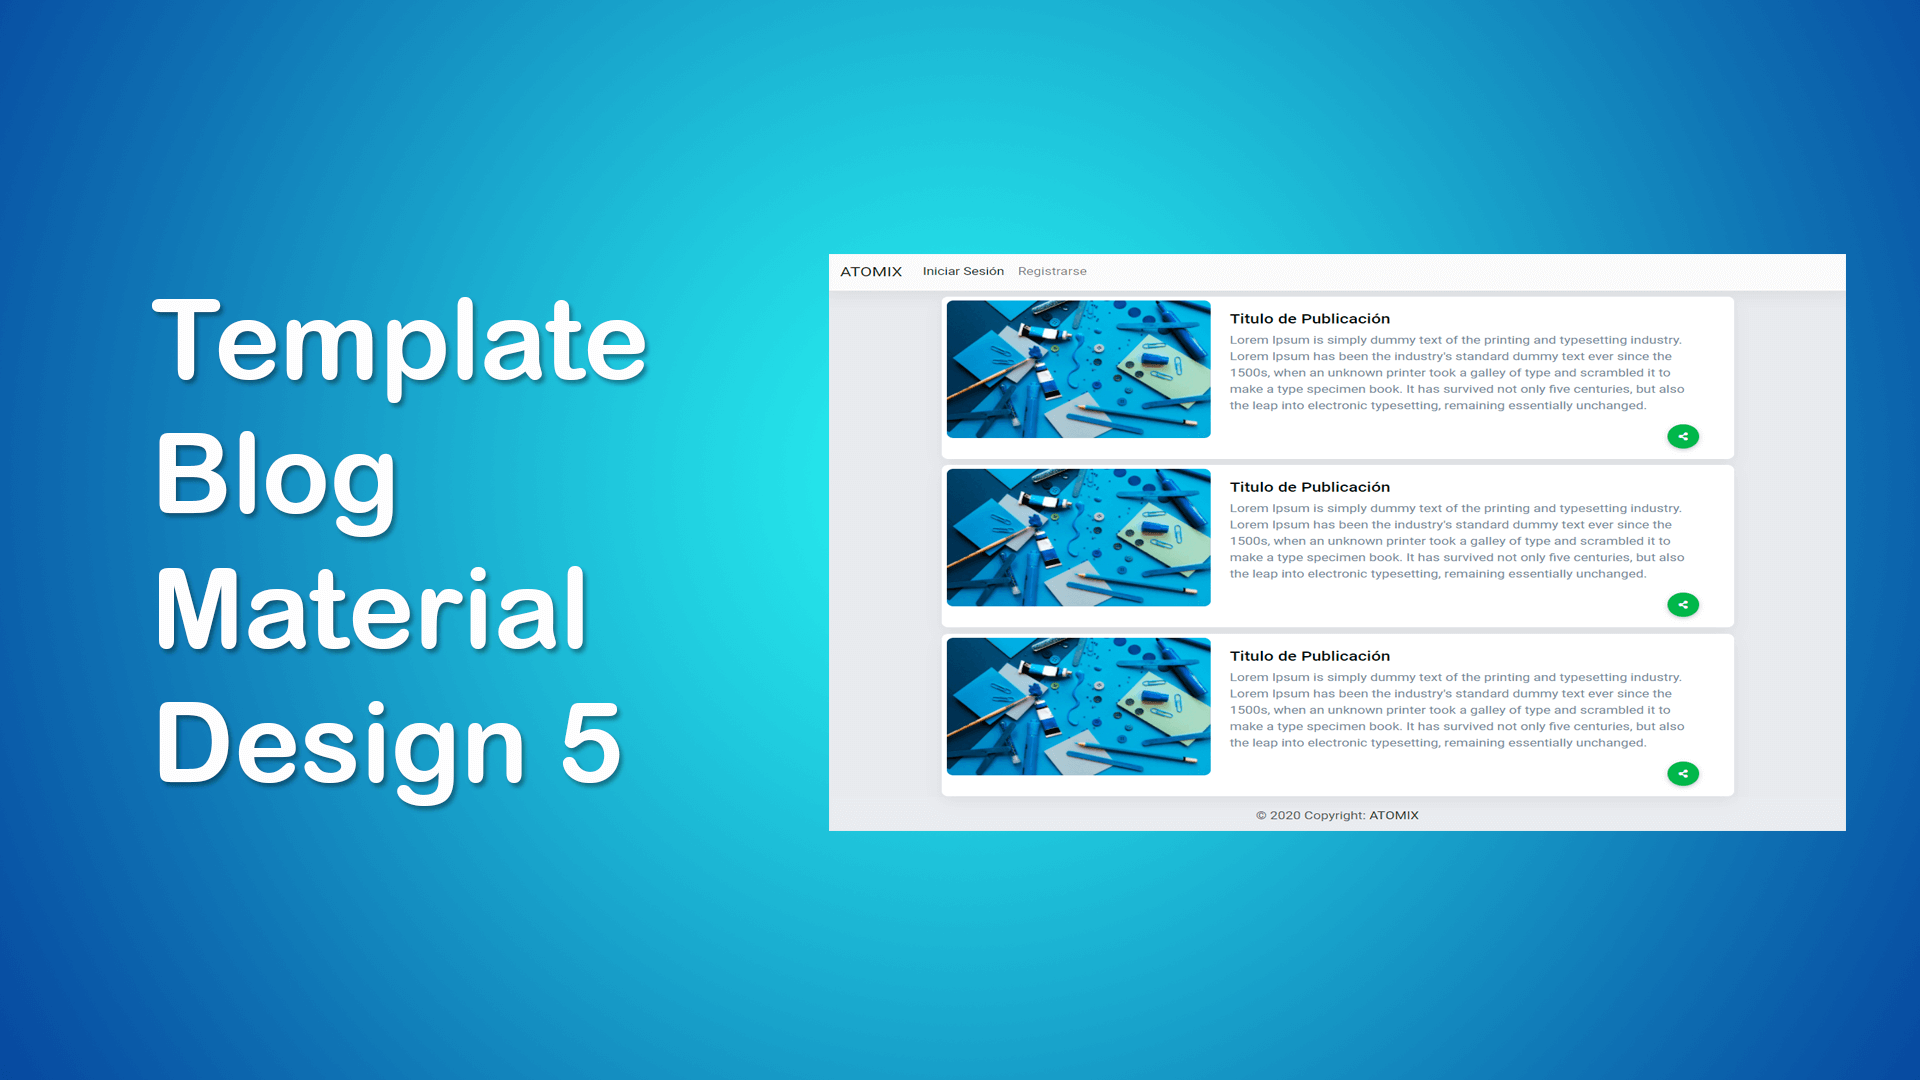 Template
Blog
Material
Design 5
ATOMIX Iniciar Sesión Registrarse
Titulo de Publicación
Lorem Ipsum is simply dummy text of the printing and typesetting industry.
Lorem Ipsum has been the industry's standard dummy text ever since the
1500s, when an unknown printer took a galley of type and scrambled it to
make a type specimen book. It has survived not only five centuries, but also
the leap into electronic typesetting, remaining essentially unchanged.
Titulo de Publicación
Lorem Ipsum is simply dummy text of the printing and typesetting industry.
Lorem Ipsum has been the industry's standard dummy text ever since the
1500s, when an unknown printer took a galley of type and scrambled it to
make a type specimen book. It has survived not only five centuries, but also
the leap into electronic typesetting, remaining essentially unchanged.
Titulo de Publicación
Lorem Ipsum is simply dummy text of the printing and typesetting industry.
Lorem Ipsum has been the industry's standard dummy text ever since the
1500s, when an unknown printer took a galley of type and scrambled it to
make a type specimen book. It has survived not only five centuries, but also
the leap into electronic typesetting, remaining essentially unchanged.
© 2020 Copyright: ATOMIX